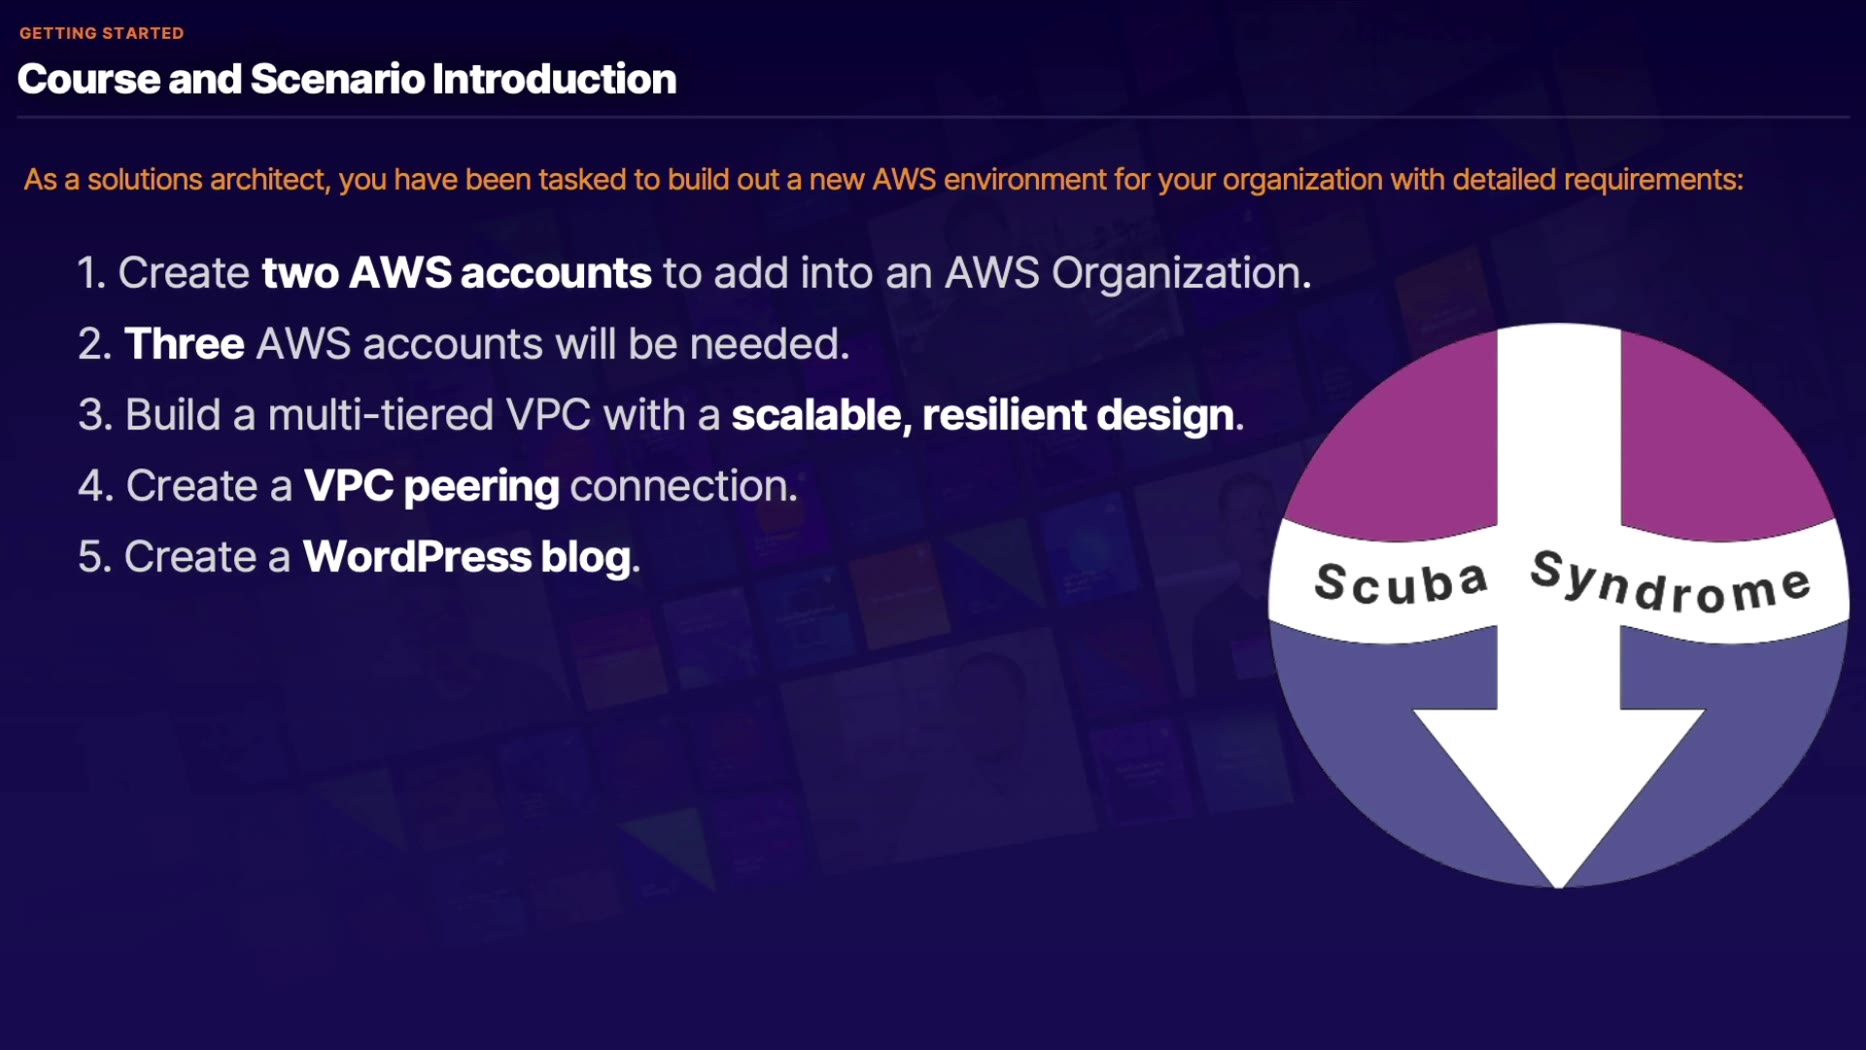 GETTING STARTED
Course and Scenario Introduction
As a solutions architect, you have been tasked to build out a new AWS environment for your organization with detailed requirements:
1. Create two AWS accounts to add into an AWS Organization.
2. Three AWS accounts will be needed.
3. Build a multi-tiered VPC with a scalable, resilient design.
4. Create a VPC peering connection.
5. Create a WordPress blog.
Scuba Syndrome